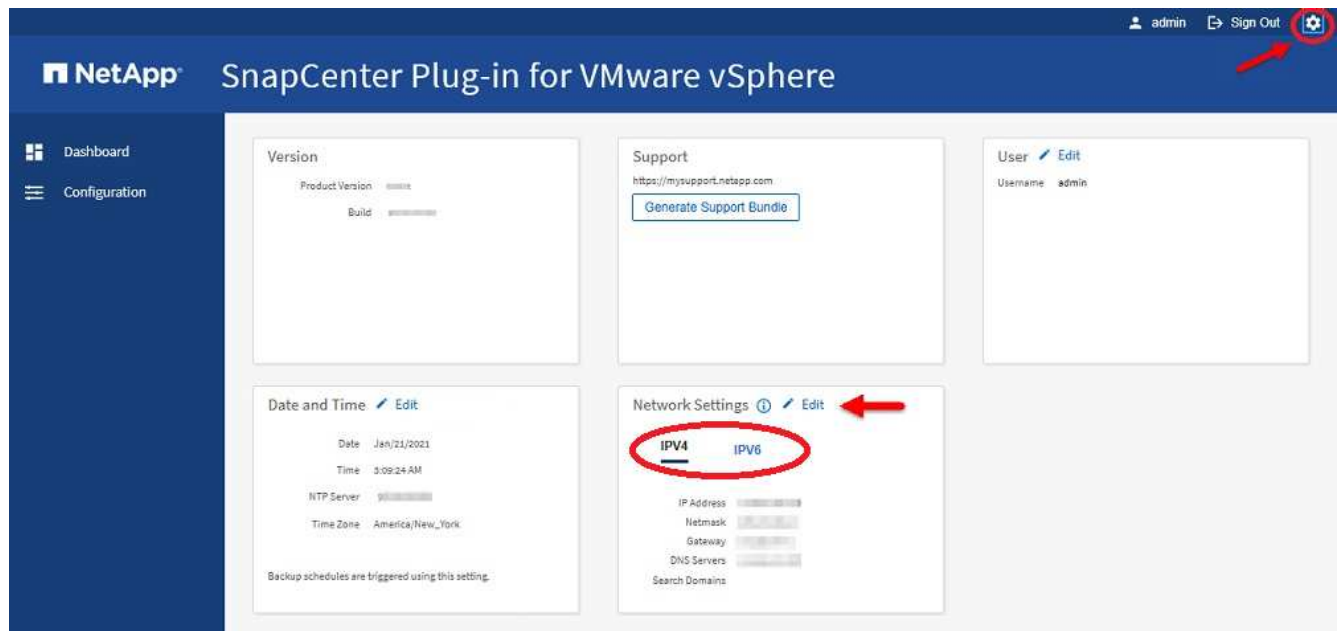 admin Sign Out
NetApp SnapCenter Plug-in for VMware vSphere
Dashboard
Configuration
Version
Product Version
Build
Support
https://mysupport.netapp.com
Generate Support Bundle
User Edit
Username admin
Date and Time Edit
Date Jan/21/2021
Time 3:09:24 AM
NTP Server
Time Zone America/New_York
Backup schedules are triggered using this setting.
Network Settings Edit
IPV4 IPV6
IP Address
Netmask
Gateway
DNS Servers
Search Domains